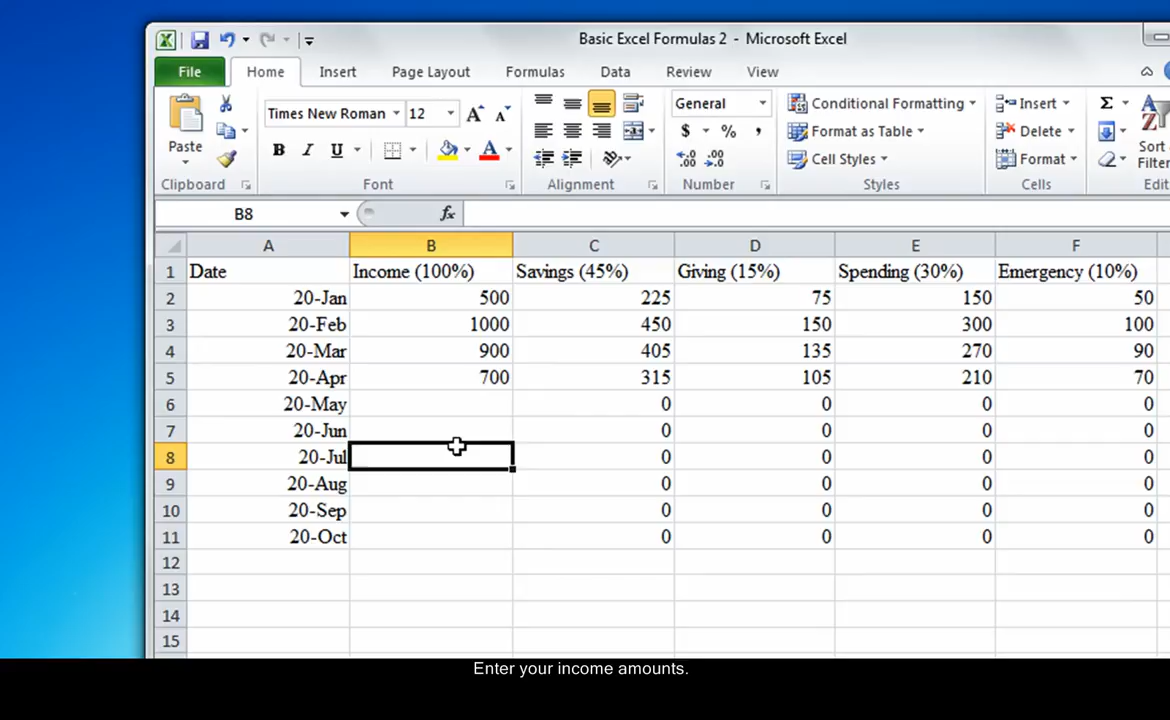 Basic Excel Formulas 2 - Microsoft Excel
File Home Insert Page Layout Formulas Data Review View
Times New Roman 12 General Conditional Formatting Insert Σ
Paste B I U A $ % , Format as Table Delete Sort
Cell Styles Format Filter
Clipboard Font Alignment Number Styles Cells Edit
B8 fx
A B C D E F
1 Date Income (100%) Savings (45%) Giving (15%) Spending (30%) Emergency (10%)
2 20-Jan 500 225 75 150 50
3 20-Feb 1000 450 150 300 100
4 20-Mar 900 405 135 270 90
5 20-Apr 700 315 105 210 70
6 20-May 0 0 0 0
7 20-Jun 0 0 0 0
8 20-Jul 0 0 0 0
9 20-Aug 0 0 0 0
10 20-Sep 0 0 0 0
11 20-Oct 0 0 0 0
12
13
14
15
Enter your income amounts.